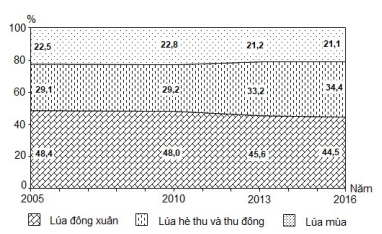 %
100
22,5 22,8 21,2 21,1
80
60
29,1 29,2 33,2 34,4
40
20
48,4 48,0 45,6 44,5
0
2005 2010 2013 2016 Năm
Lúa đông xuân Lúa hè thu và thu đông Lúa mùa